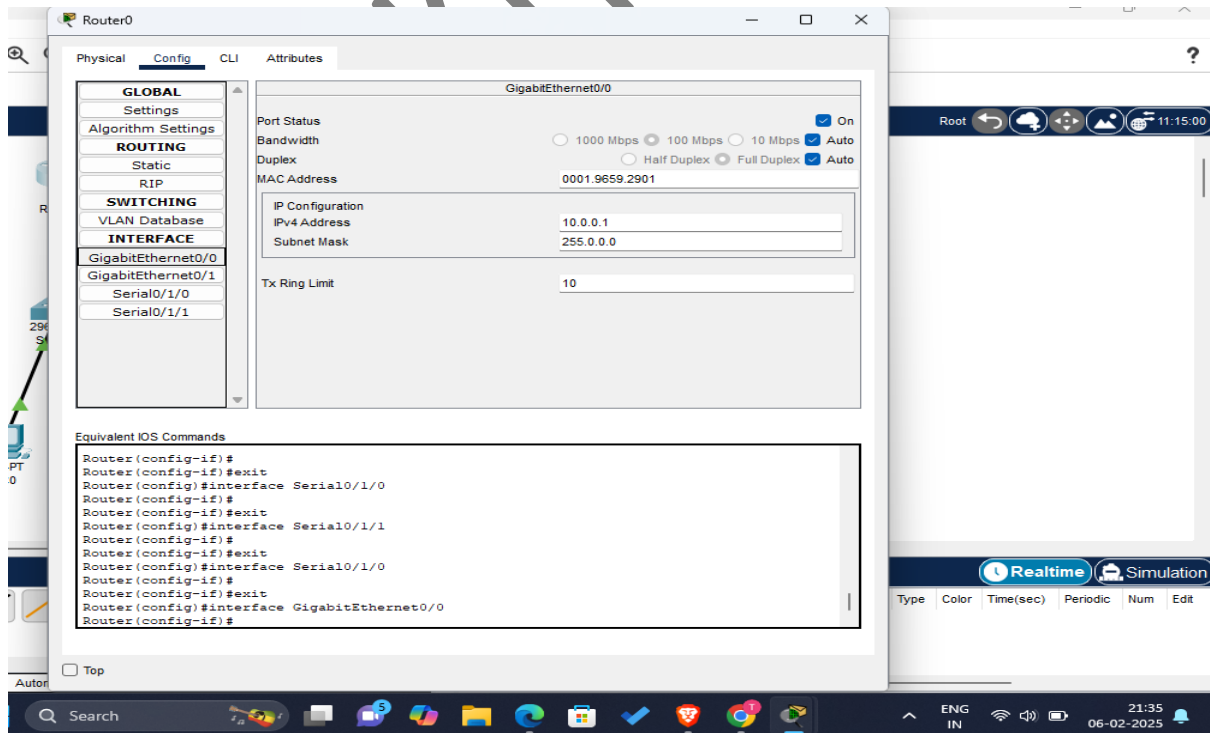 Router0
Physical Config CLI Attributes
?
GLOBAL
Settings
Algorithm Settings
ROUTING
Static
RIP
SWITCHING
VLAN Database
INTERFACE
GigabitEthernet0/0
GigabitEthernet0/1
Serial0/1/0
Serial0/1/1
GigabitEthernet0/0
Port Status On
Bandwidth 1000 Mbps 100 Mbps 10 Mbps Auto
Duplex Half Duplex Full Duplex Auto
MAC Address 0001.9659.2901
IP Configuration
IPv4 Address 10.0.0.1
Subnet Mask 255.0.0.0
Tx Ring Limit 10
Root 11:15:00
R
296
S
-PT
:0
Equivalent IOS Commands
Router(config-if)#
Router(config-if)#exit
Router(config)#interface Serial0/1/0
Router(config-if)#
Router(config-if)#exit
Router(config)#interface Serial0/1/1
Router(config-if)#
Router(config-if)#exit
Router(config)#interface Serial0/1/0
Router(config-if)#
Router(config-if)#exit
Router(config)#interface GigabitEthernet0/0
Router(config-if)#
Top
Realtime Simulation
Type Color Time(sec) Periodic Num Edit
Autor
Search
5
T
ENG
IN
21:35
06-02-2025